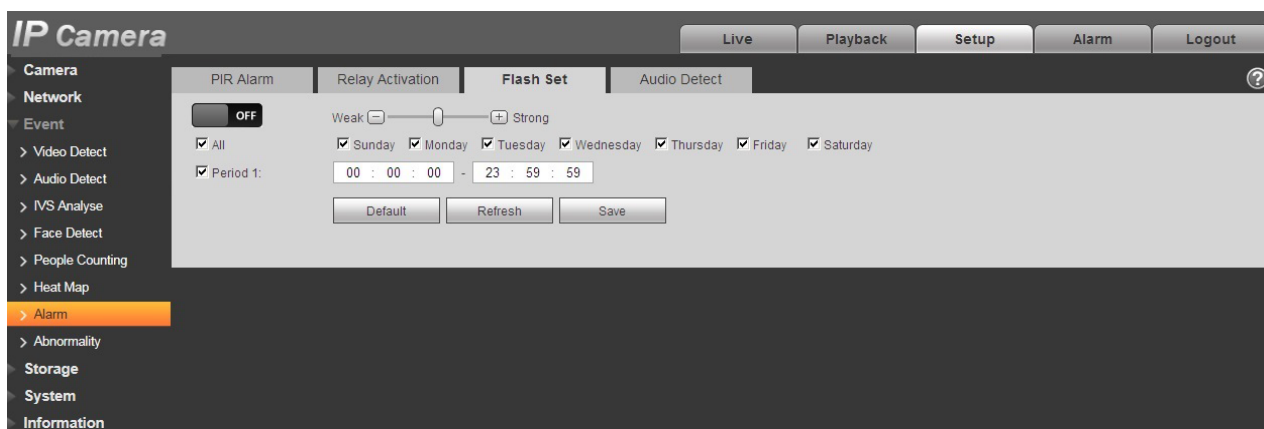 IP Camera
Live Playback Setup Alarm Logout
Camera
Network
Event
> Video Detect
> Audio Detect
> IVS Analyse
> Face Detect
> People Counting
> Heat Map
> Alarm
> Abnormality
Storage
System
Information
PIR Alarm Relay Activation Flash Set Audio Detect ?
OFF Weak - + Strong
All Sunday Monday Tuesday Wednesday Thursday Friday Saturday
Period 1: 00 : 00 : 00 - 23 : 59 : 59
Default Refresh Save